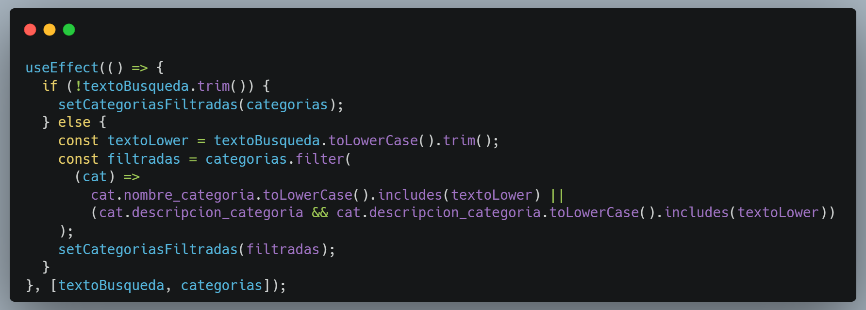 useEffect(() => {
  if (!textoBusqueda.trim()) {
    setCategoriasFiltradas(categorias);
  } else {
    const textoLower = textoBusqueda.toLowerCase().trim();
    const filtradas = categorias.filter(
      (cat) =>
        cat.nombre_categoria.toLowerCase().includes(textoLower) ||
        (cat.descripcion_categoria && cat.descripcion_categoria.toLowerCase().includes(textoLower))
    );
    setCategoriasFiltradas(filtradas);
  }
}, [textoBusqueda, categorias]);